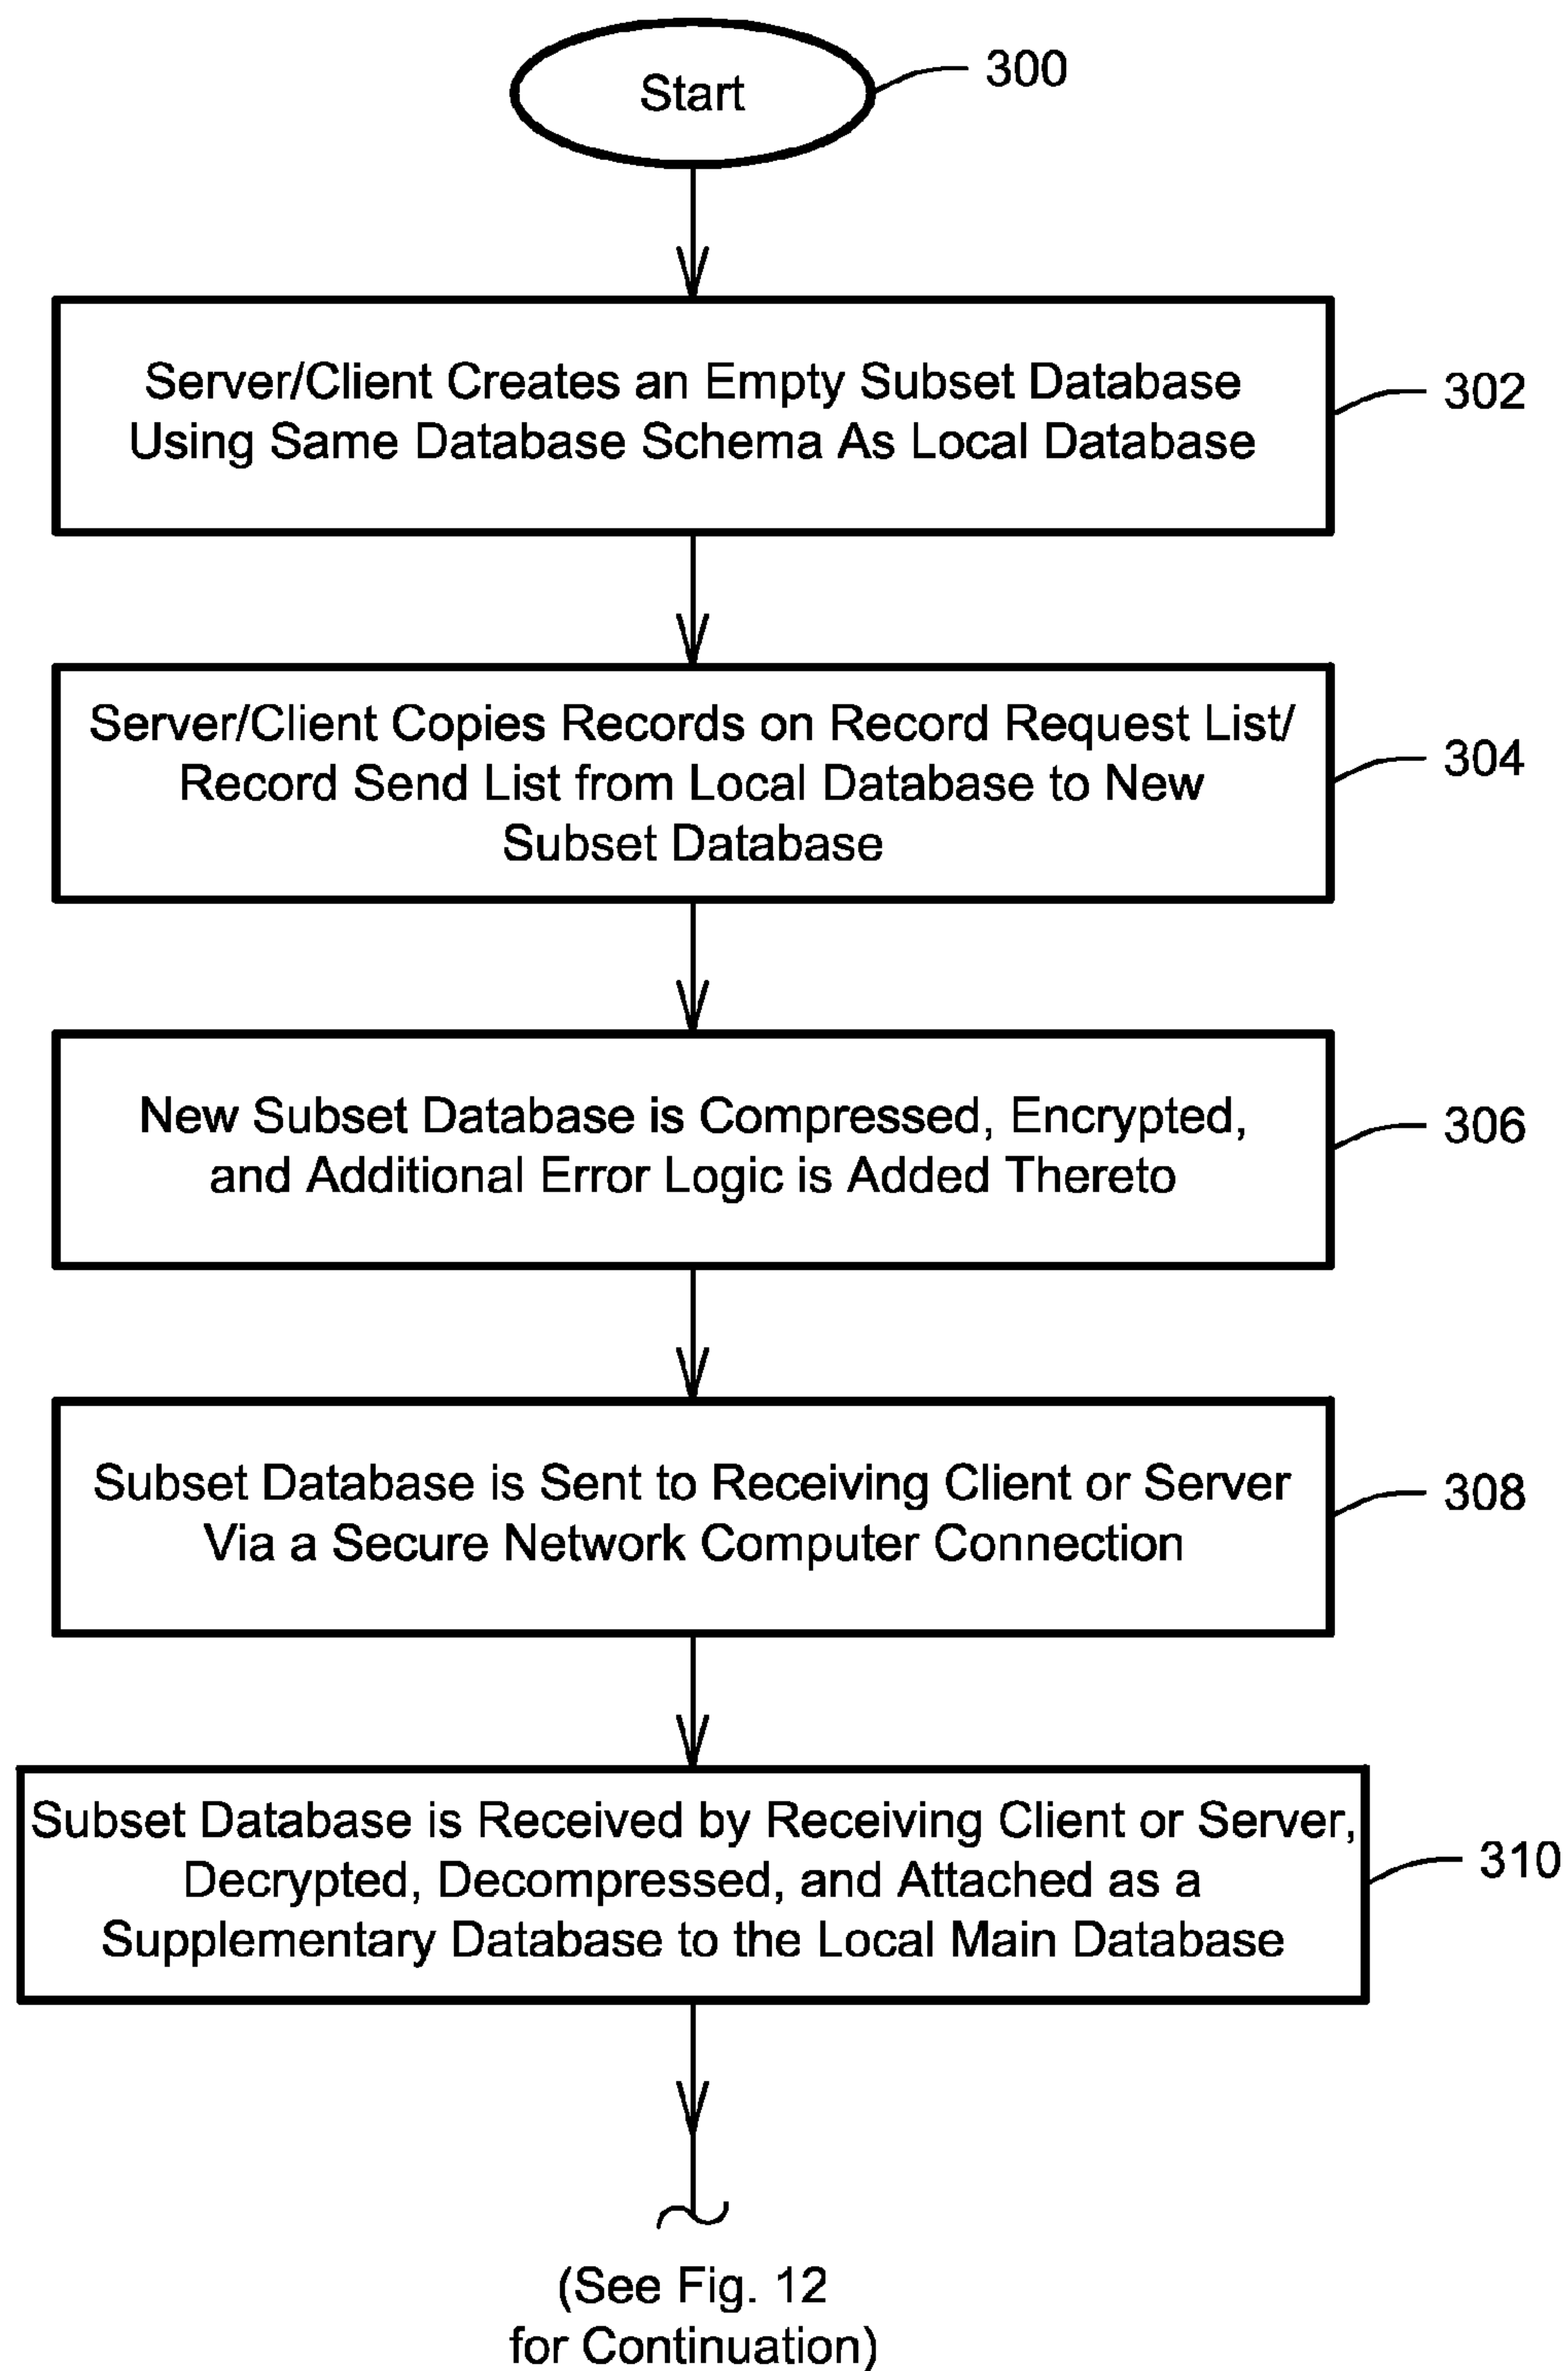 Start
300
Server/Client Creates an Empty Subset Database
Using Same Database Schema As Local Database
302
Server/Client Copies Records on Record Request List/
Record Send List from Local Database to New
Subset Database
304
New Subset Database is Compressed, Encrypted,
and Additional Error Logic is Added Thereto
306
Subset Database is Sent to Receiving Client or Server
Via a Secure Network Computer Connection
308
Subset Database is Received by Receiving Client or Server,
Decrypted, Decompressed, and Attached as a
Supplementary Database to the Local Main Database
310
(See Fig. 12
for Continuation)